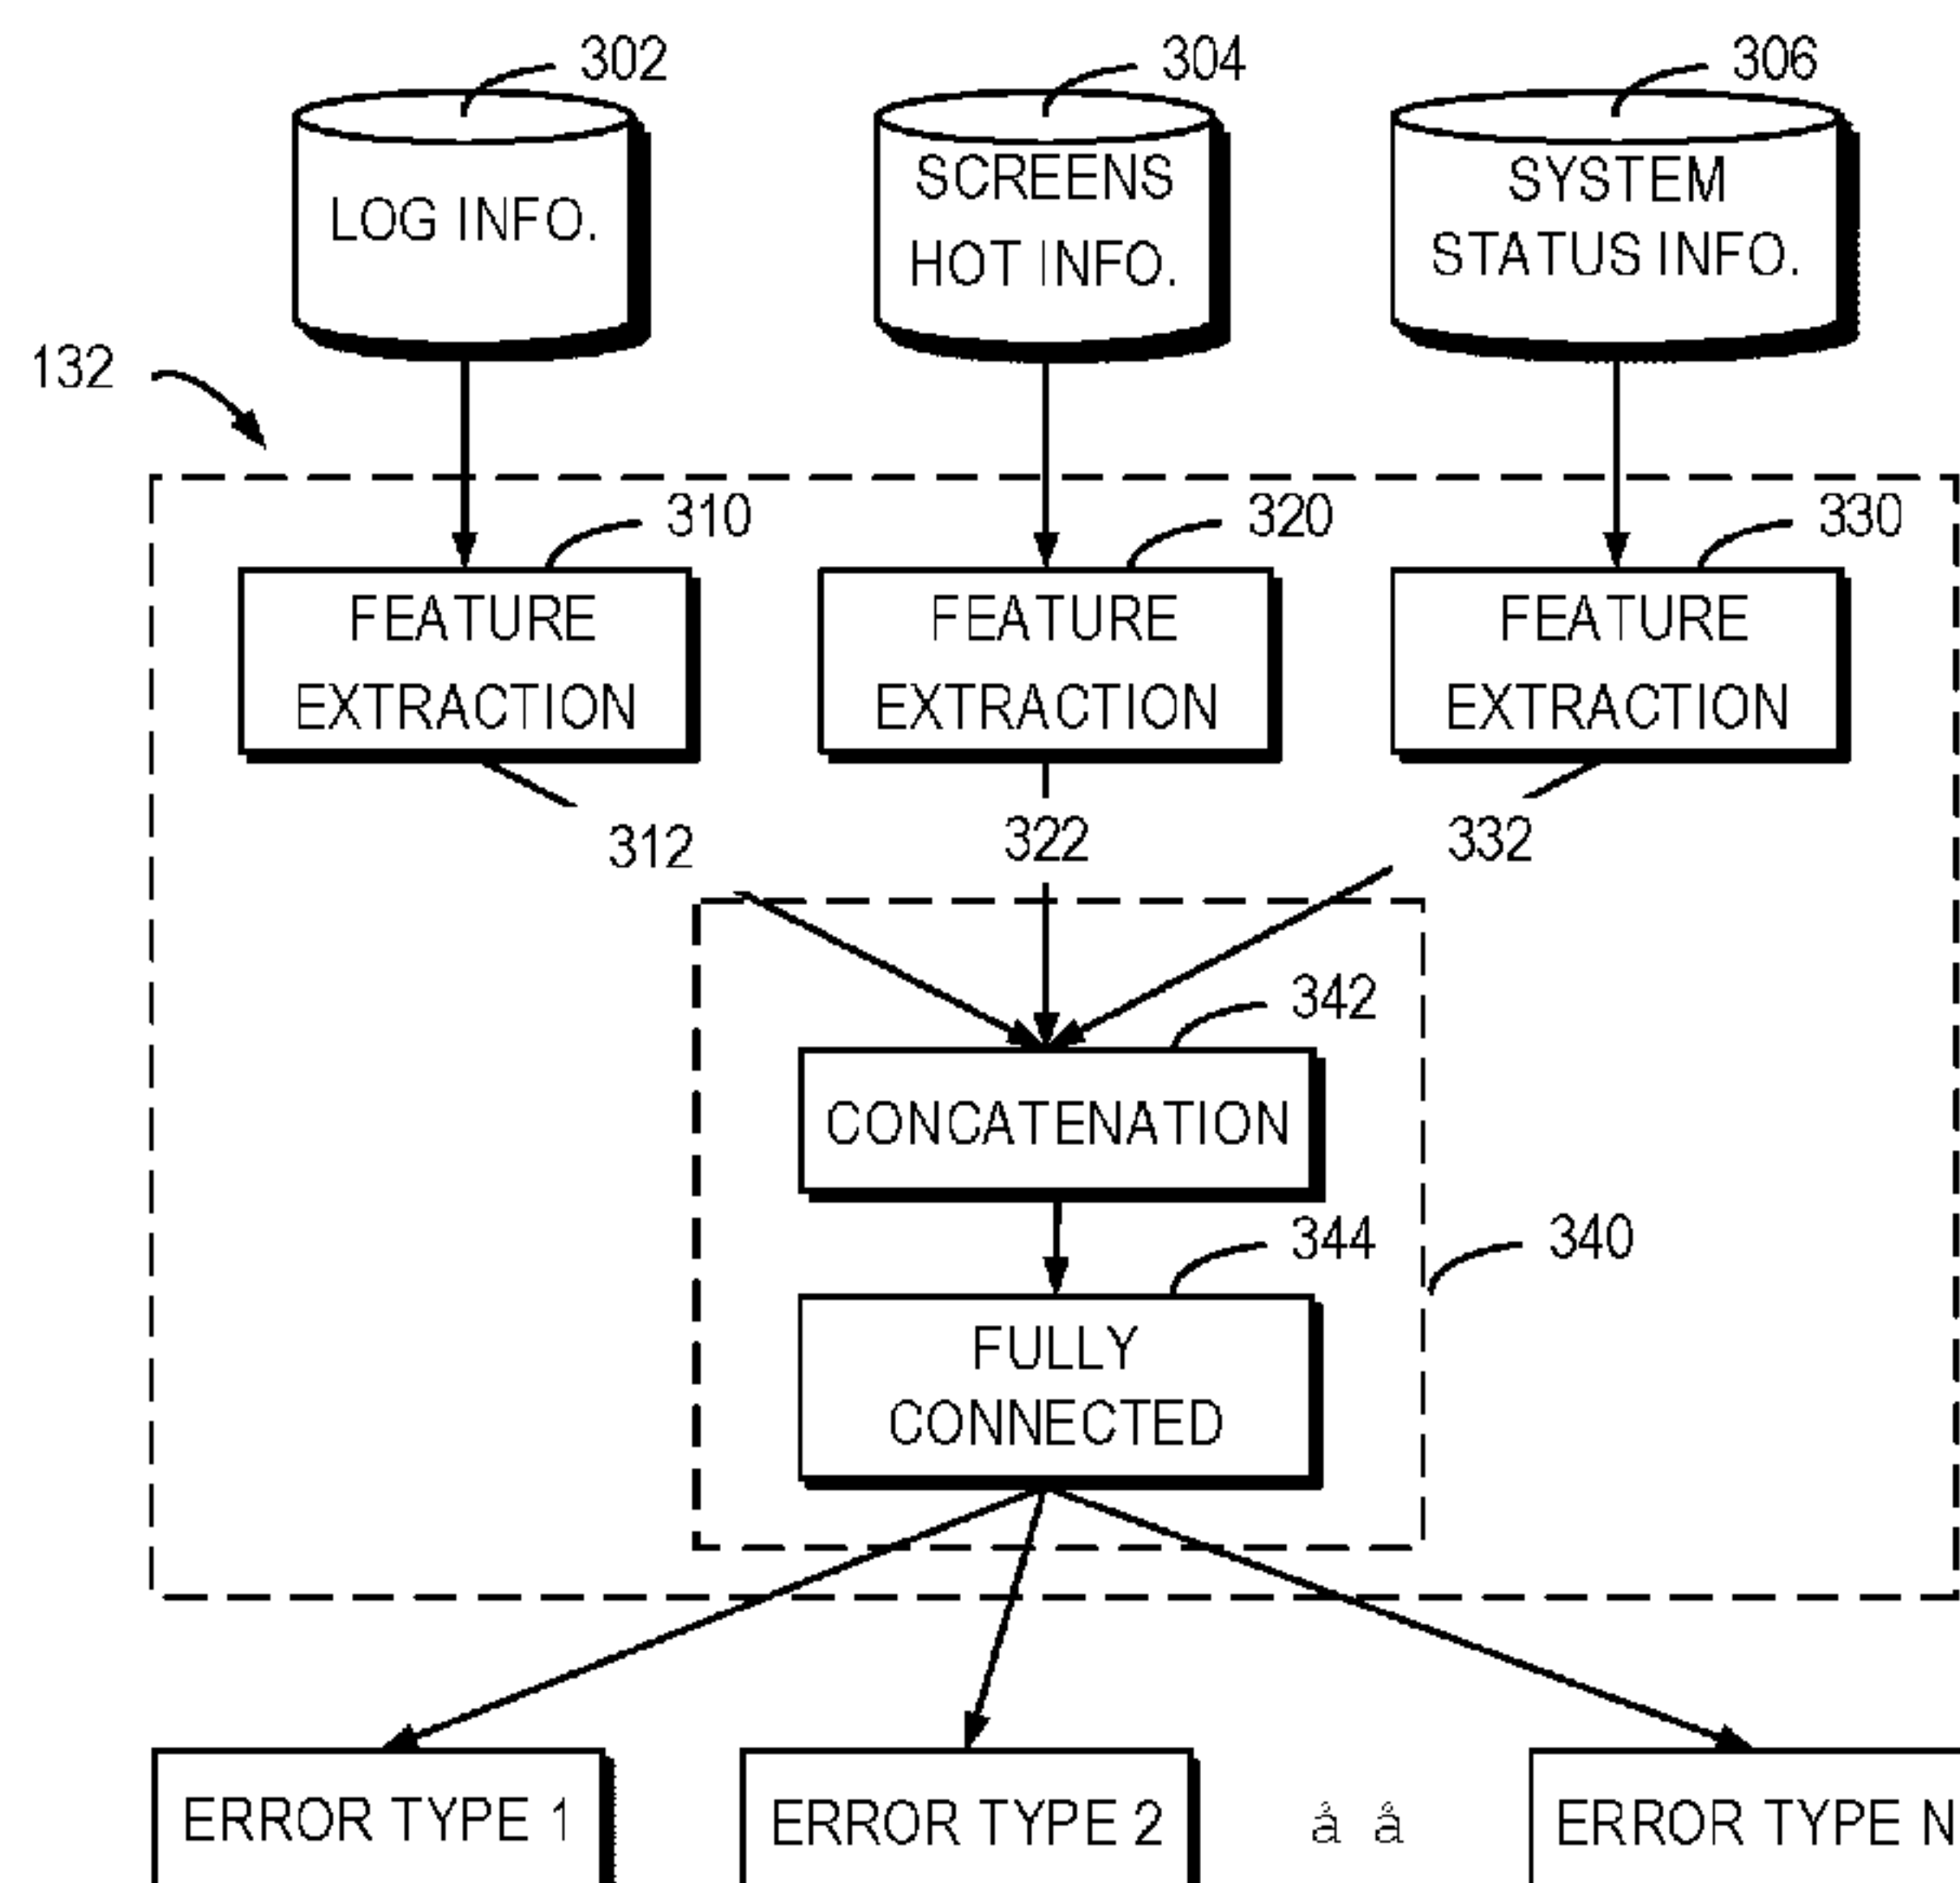 302
304
306
LOG INFO.
SCREENS
HOT INFO.
SYSTEM
STATUS INFO.
132
310
320
330
FEATURE
EXTRACTION
FEATURE
EXTRACTION
FEATURE
EXTRACTION
312
322
332
342
CONCATENATION
344
340
FULLY
CONNECTED
ERROR TYPE 1
ERROR TYPE 2
å å
ERROR TYPE N